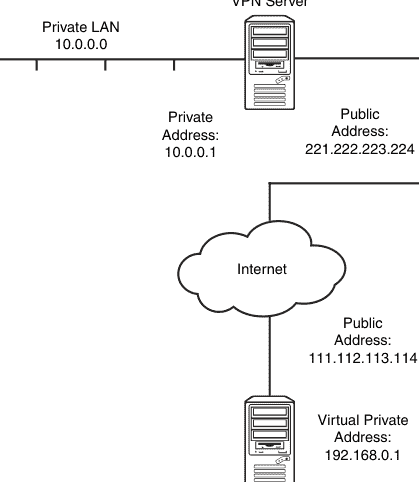 VPN Server
Private LAN
10.0.0.0
Private
Address:
10.0.0.1
Public
Address:
221.222.223.224
Internet
Public
Address:
111.112.113.114
Virtual Private
Address:
192.168.0.1